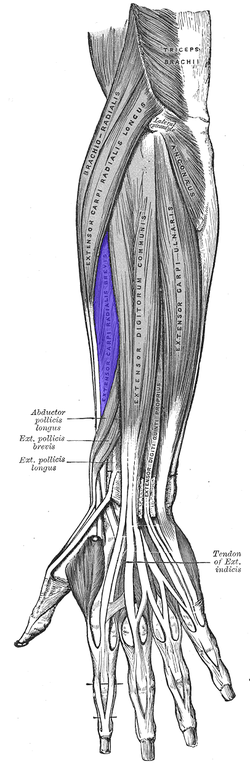 TRICEPS
BRACHII
Lateral
ANCONEUS
BRACHIO-RADIALIS
EXTENSOR CARPI RADIALIS LONGUS
EXTENSOR CARPI RADIALIS BREVIS
EXTENSOR DIGITORUM COMMUNIS
EXTENSOR CARPI ULNARIS
EXTENSOR DIGITI QUINTI PROPRIUS
Abductor
pollicis
longus
Ext. pollicis
brevis
Ext. pollicis
longus
Tendon
of Ext.
indicis